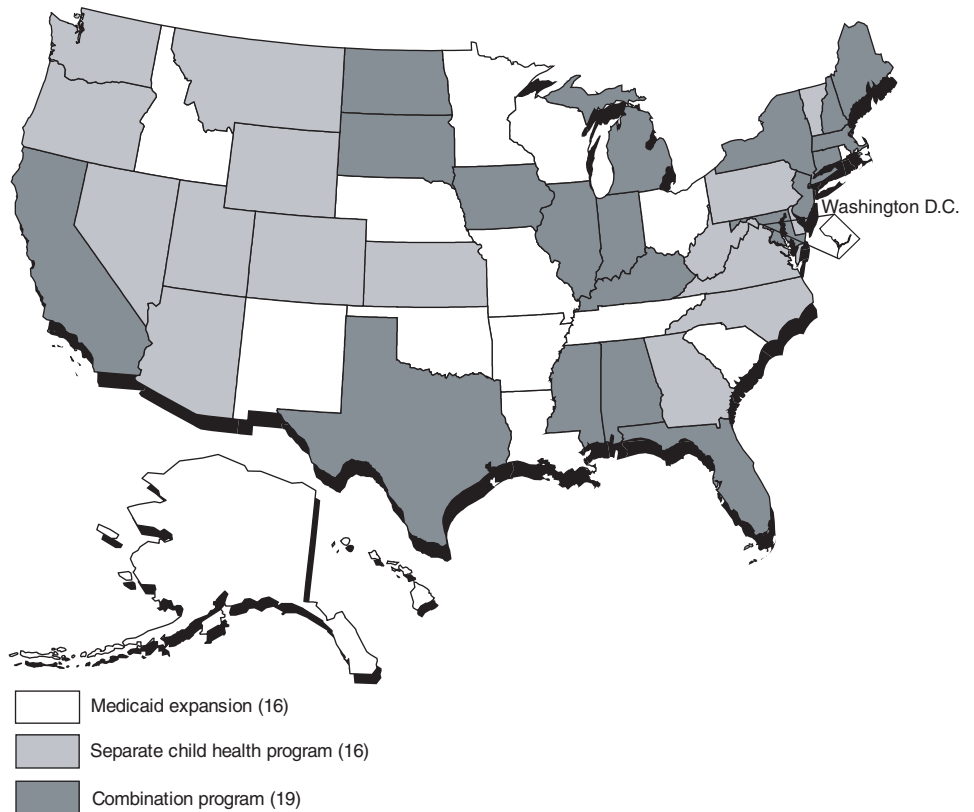 Washington D.C.
Medicaid expansion (16)
Separate child health program (16)
Combination program (19)